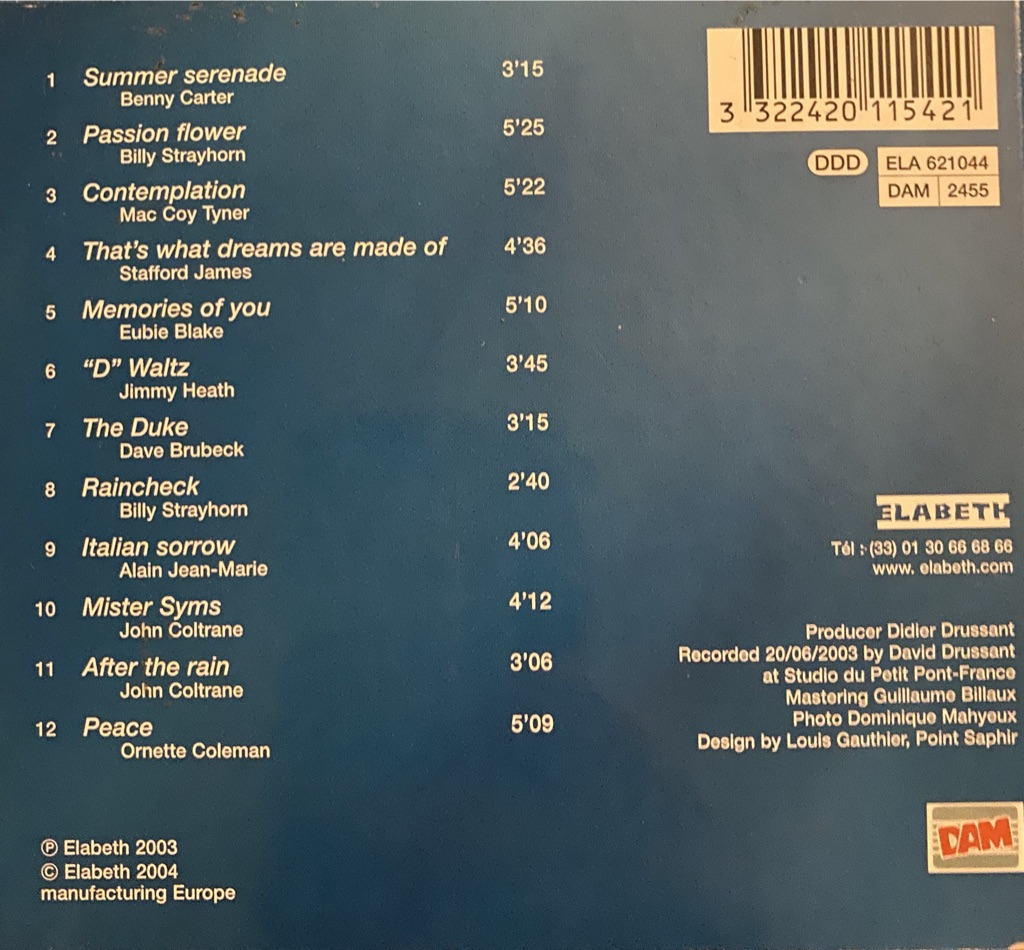 1 Summer serenade 3'15
Benny Carter
2 Passion flower 5'25
Billy Strayhorn
3 Contemplation 5'22
Mac Coy Tyner
4 That's what dreams are made of 4'36
Stafford James
5 Memories of you 5'10
Eubie Blake
6 “D” Waltz 3'45
Jimmy Heath
7 The Duke 3'15
Dave Brubeck
8 Raincheck 2'40
Billy Strayhorn
9 Italian sorrow 4'06
Alain Jean-Marie
10 Mister Syms 4'12
John Coltrane
11 After the rain 3'06
John Coltrane
12 Peace 5'09
Ornette Coleman
℗ Elabeth 2003
© Elabeth 2004
manufacturing Europe
3 322420 115421
DDD ELA 621044
DAM 2455
ELABETH
Tél : (33) 01 30 66 68 66
www. elabeth.com
Producer Didier Drussant
Recorded 20/06/2003 by David Drussant
at Studio du Petit Pont-France
Mastering Guillaume Billaux
Photo Dominique Mahyeux
Design by Louis Gauthier, Point Saphir
DAM